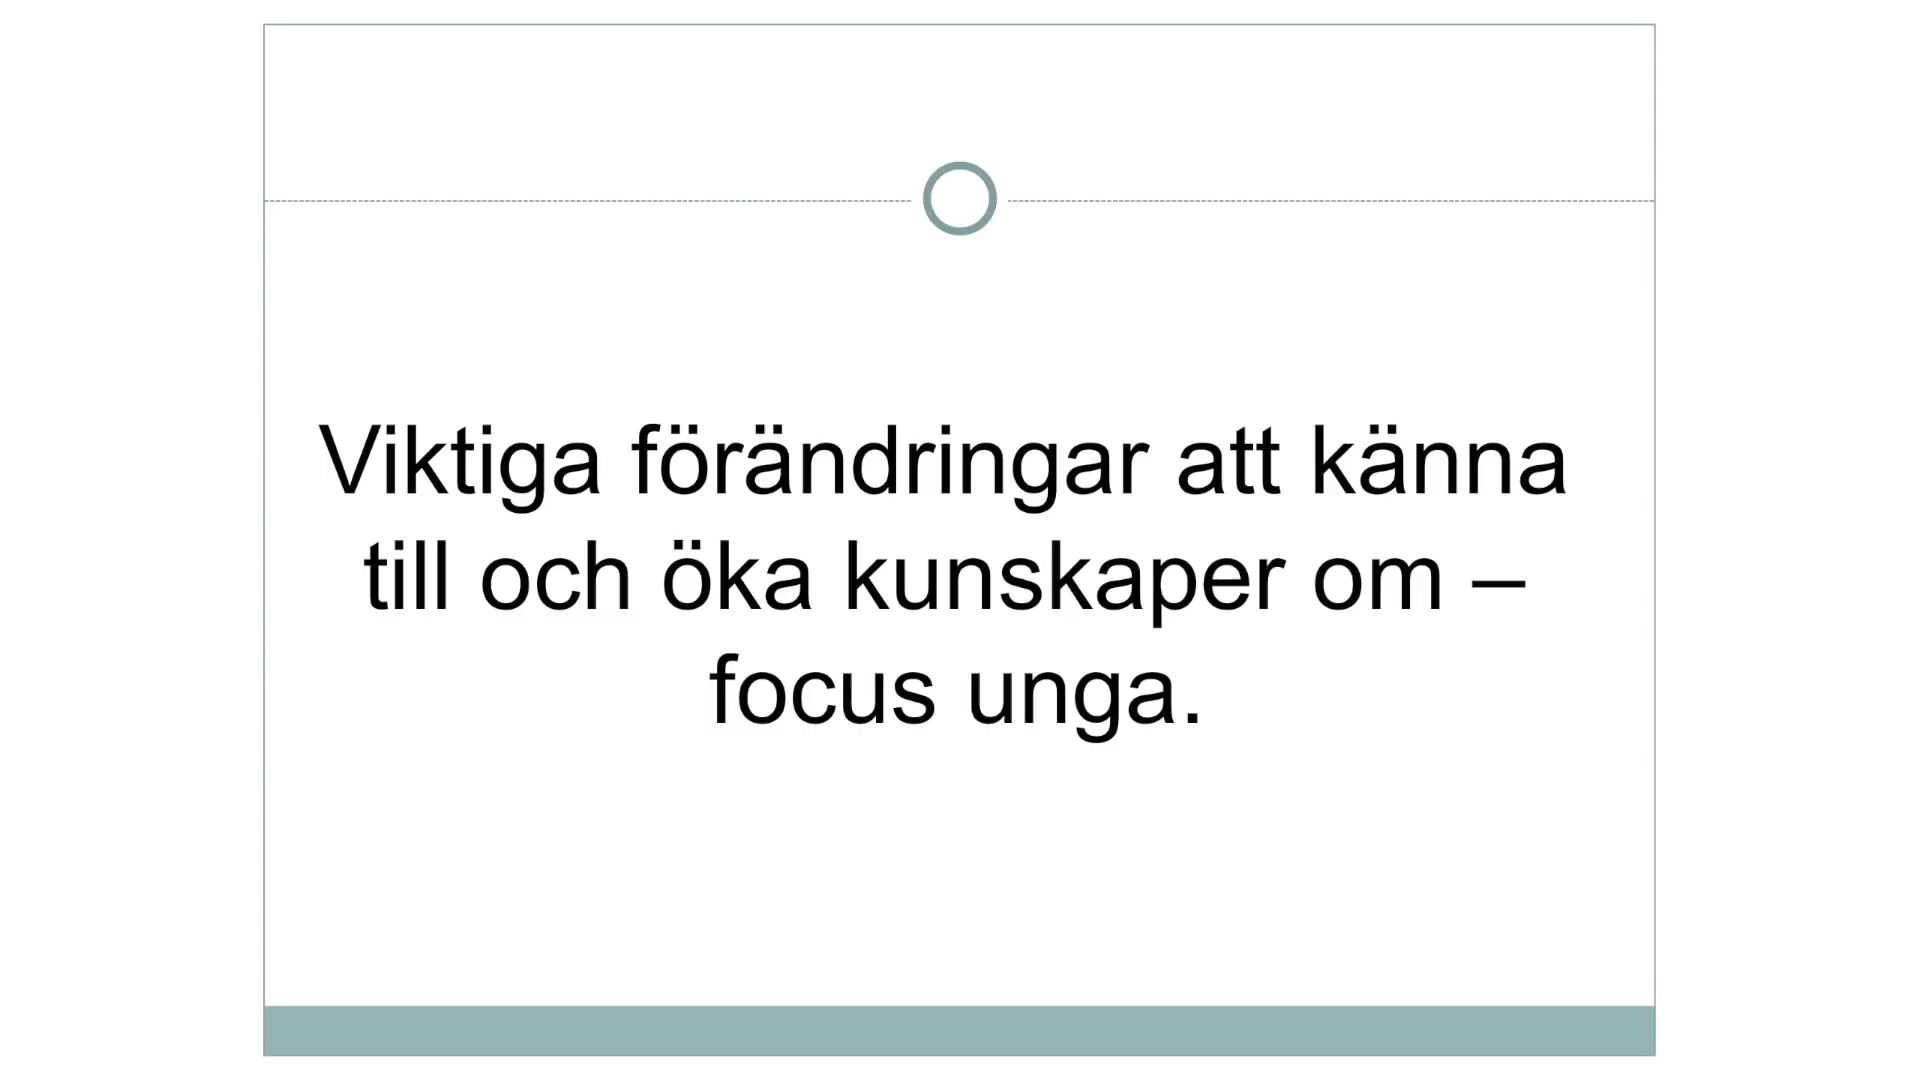 Viktiga förändringar att känna
till och öka kunskaper om –
focus unga.